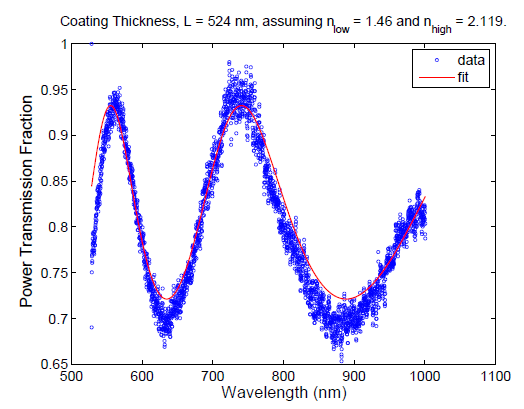 Coating Thickness, L = 524 nm, assuming n_low = 1.46 and n_high = 2.119.
1
0.95
0.9
0.85
0.8
0.75
0.7
0.65
Power Transmission Fraction
data
fit
500 600 700 800 900 1000 1100
Wavelength (nm)